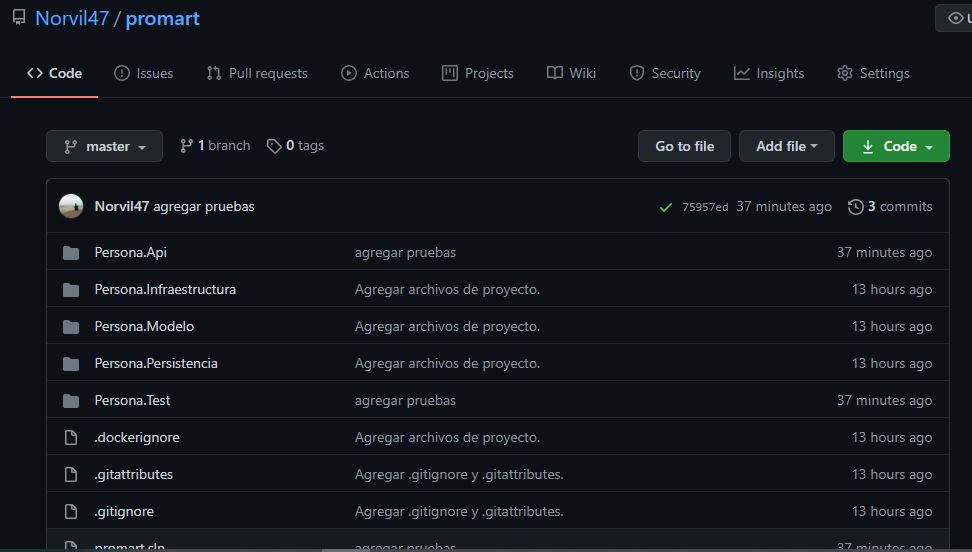 Norvil47 / promart
Code Issues Pull requests Actions Projects Wiki Security Insights Settings
master 1 branch 0 tags Go to file Add file Code
Norvil47 agregar pruebas 75957ed 37 minutes ago 3 commits
Persona.Api agregar pruebas 37 minutes ago
Persona.Infraestructura Agregar archivos de proyecto. 13 hours ago
Persona.Modelo Agregar archivos de proyecto. 13 hours ago
Persona.Persistencia Agregar archivos de proyecto. 13 hours ago
Persona.Test agregar pruebas 37 minutes ago
.dockerignore Agregar archivos de proyecto. 13 hours ago
.gitattributes Agregar .gitignore y .gitattributes. 13 hours ago
.gitignore Agregar .gitignore y .gitattributes. 13 hours ago
promart.sln agregar pruebas 37 minutes ago